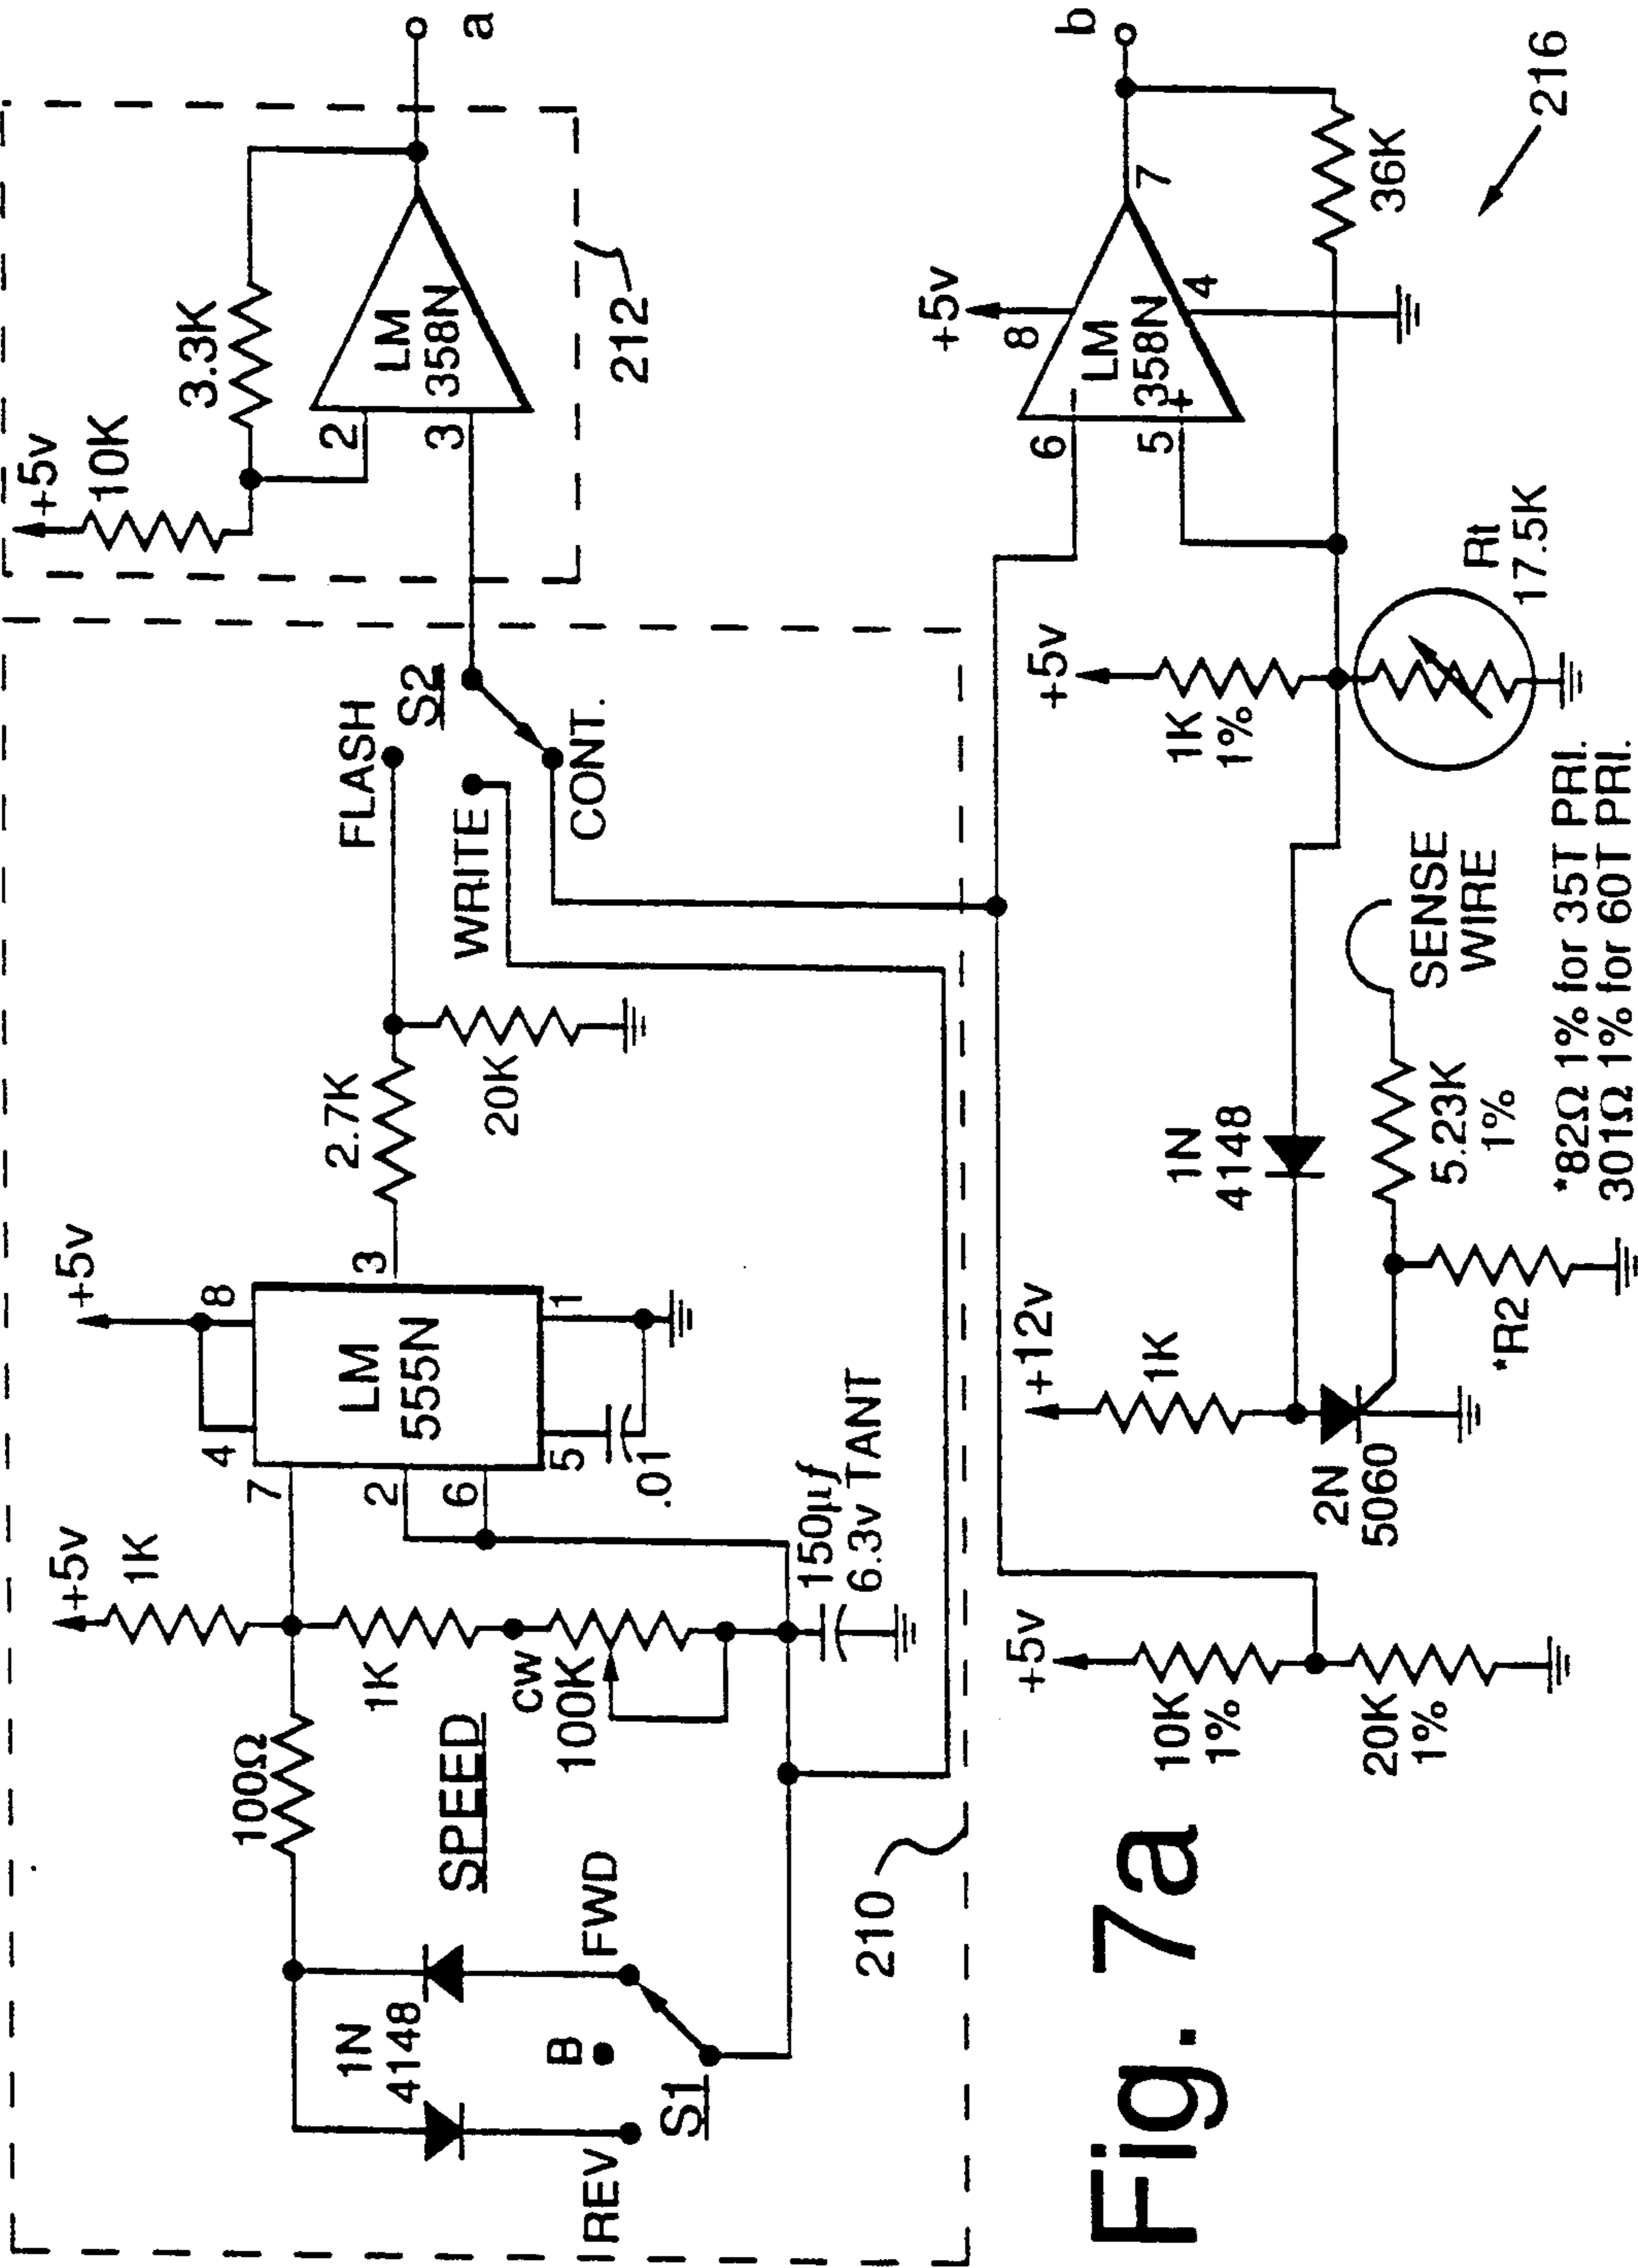 +5v
10K
3.3K
2
3
LM
358N
a
212
+5v
8
4
7
LM
555N
3
2
6
5
1
.01
+5v
1K
100Ω
1K
SPEED
CW
100K
150µf
6.3v TANT
1N
4148
REV
B
FWD
S1
210
2.7K
20K
FLASH
WRITE
CONT.
S2
+5v
8
6
5
−
+
LM
358N
7
4
b
36K
216
+5v
1K
1%
Rt
17.5K
+5v
10K
1%
20K
1%
+12v
1K
1N
4148
2N
5060
*R2
5.23K
1%
SENSE
WIRE
*82Ω 1% for 35T PRI.
301Ω 1% for 60T PRI.
Fig. 7a